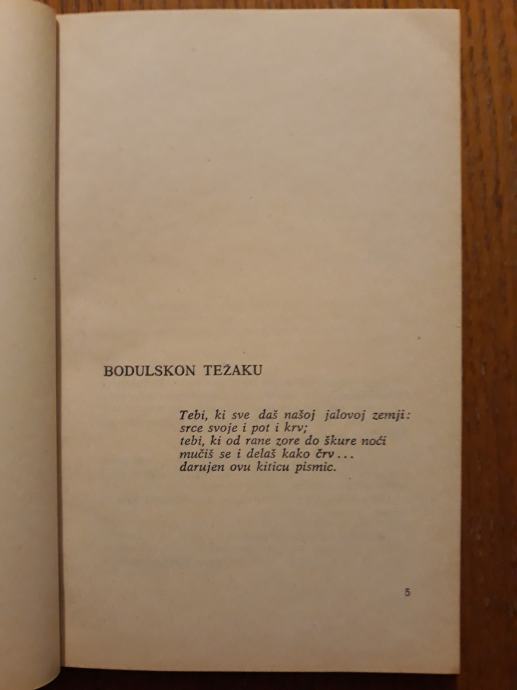 BODULSKON TEŽAKU
Tebi, ki sve daš našoj jalovoj zemji:
srce svoje i pot i krv;
tebi, ki od rane zore do škure noći
mučiš se i delaš kako črv...
darujen ovu kiticu pismic.
5